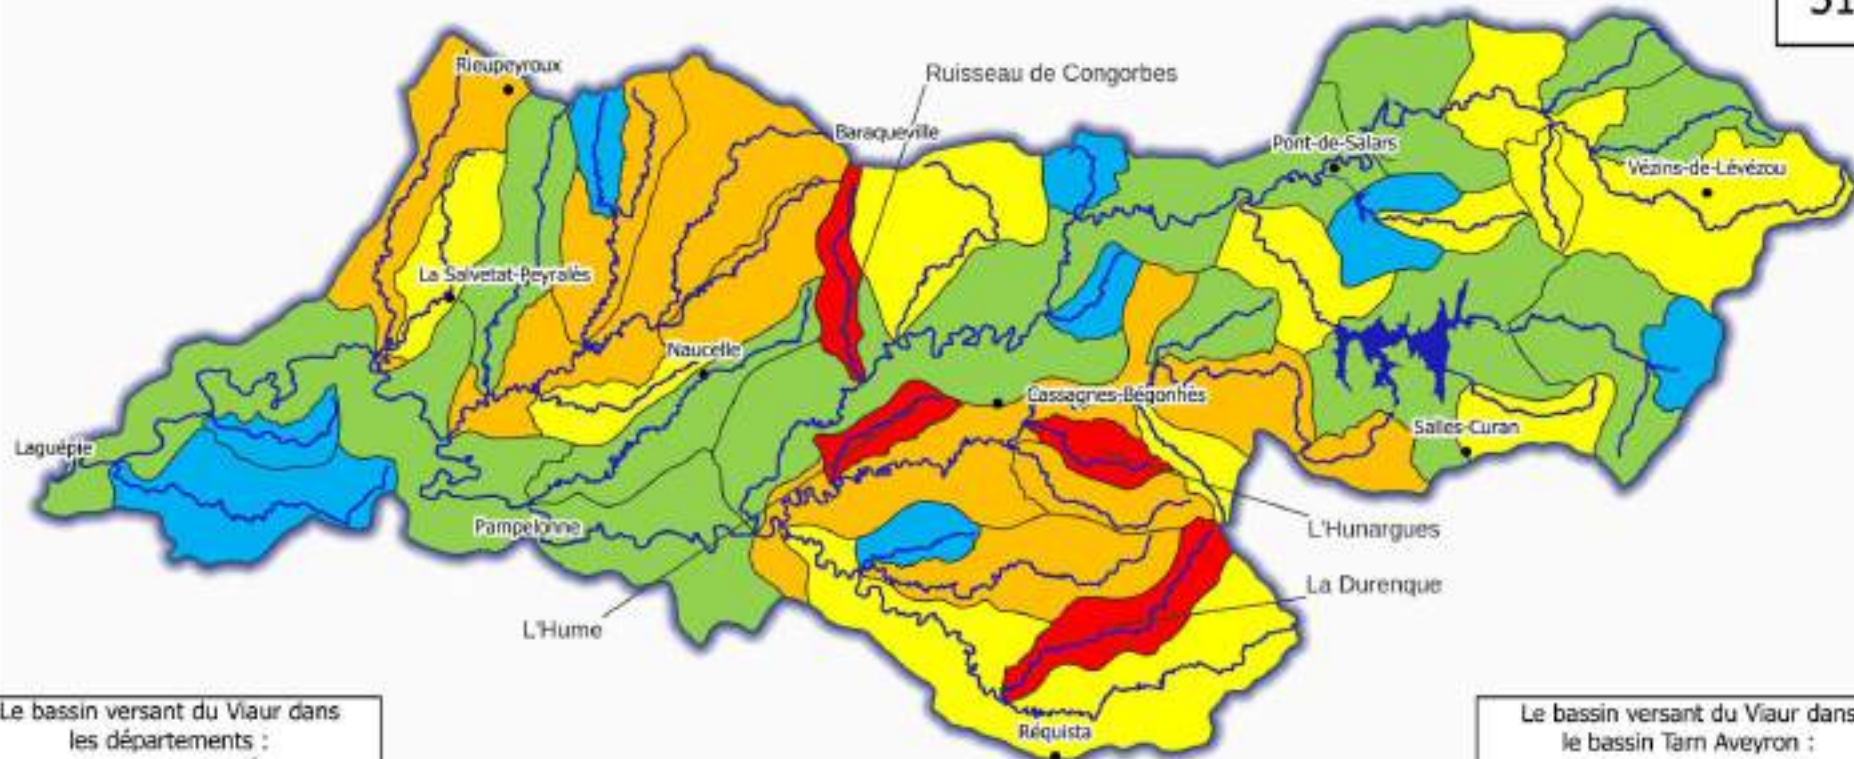 51
Rieupeyroux
Ruisseau de Congorbes
Baraqueville
Pont-de-Salars
Vézins-de-Lévézou
La Salvetat-Peyralès
Naucelle
Cassagnes-Bégonhès
Salles-Curan
Laguépie
Pampelonne
L'Hunargues
La Durenque
L'Hume
Réquista
Le bassin versant du Viaur dans
les départements :
Le bassin versant du Viaur dans
le bassin Tarn Aveyron :